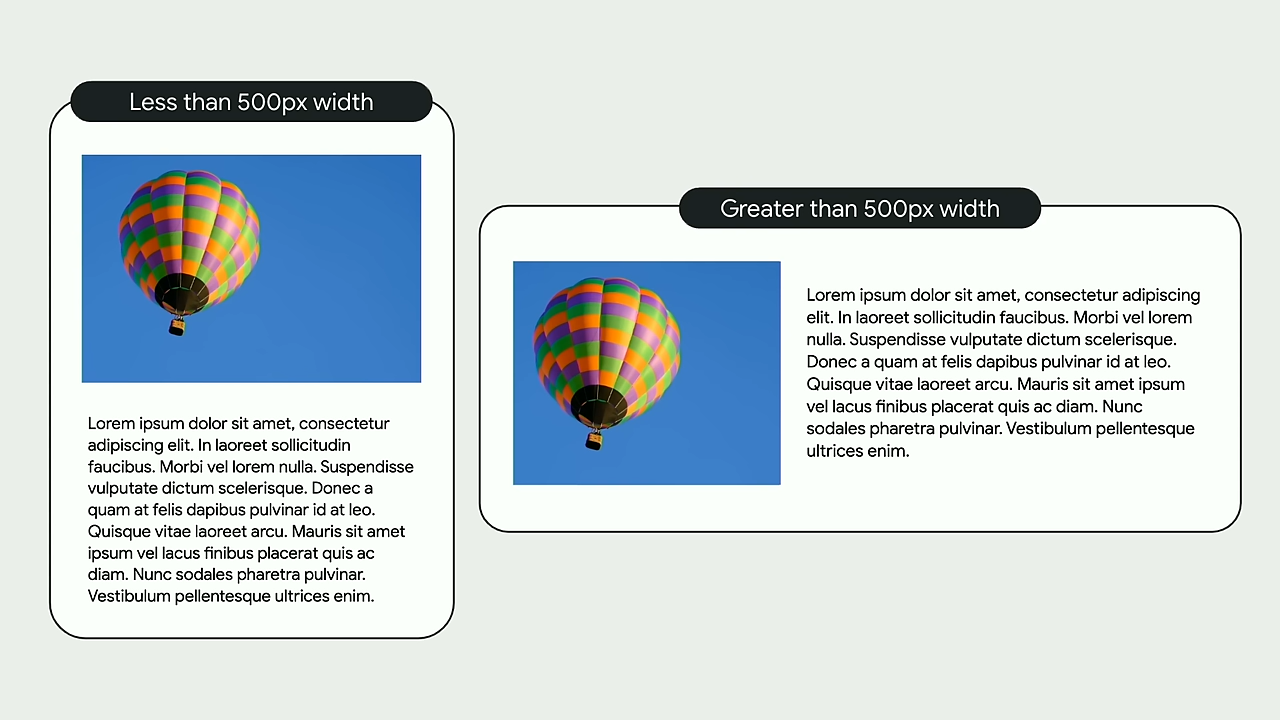 Less than 500px width
Lorem ipsum dolor sit amet, consectetur
adipiscing elit. In laoreet sollicitudin
faucibus. Morbi vel lorem nulla. Suspendisse
vulputate dictum scelerisque. Donec a
quam at felis dapibus pulvinar id at leo.
Quisque vitae laoreet arcu. Mauris sit amet
ipsum vel lacus finibus placerat quis ac
diam. Nunc sodales pharetra pulvinar.
Vestibulum pellentesque ultrices enim.
Greater than 500px width
Lorem ipsum dolor sit amet, consectetur adipiscing
elit. In laoreet sollicitudin faucibus. Morbi vel lorem
nulla. Suspendisse vulputate dictum scelerisque.
Donec a quam at felis dapibus pulvinar id at leo.
Quisque vitae laoreet arcu. Mauris sit amet ipsum
vel lacus finibus placerat quis ac diam. Nunc
sodales pharetra pulvinar. Vestibulum pellentesque
ultrices enim.